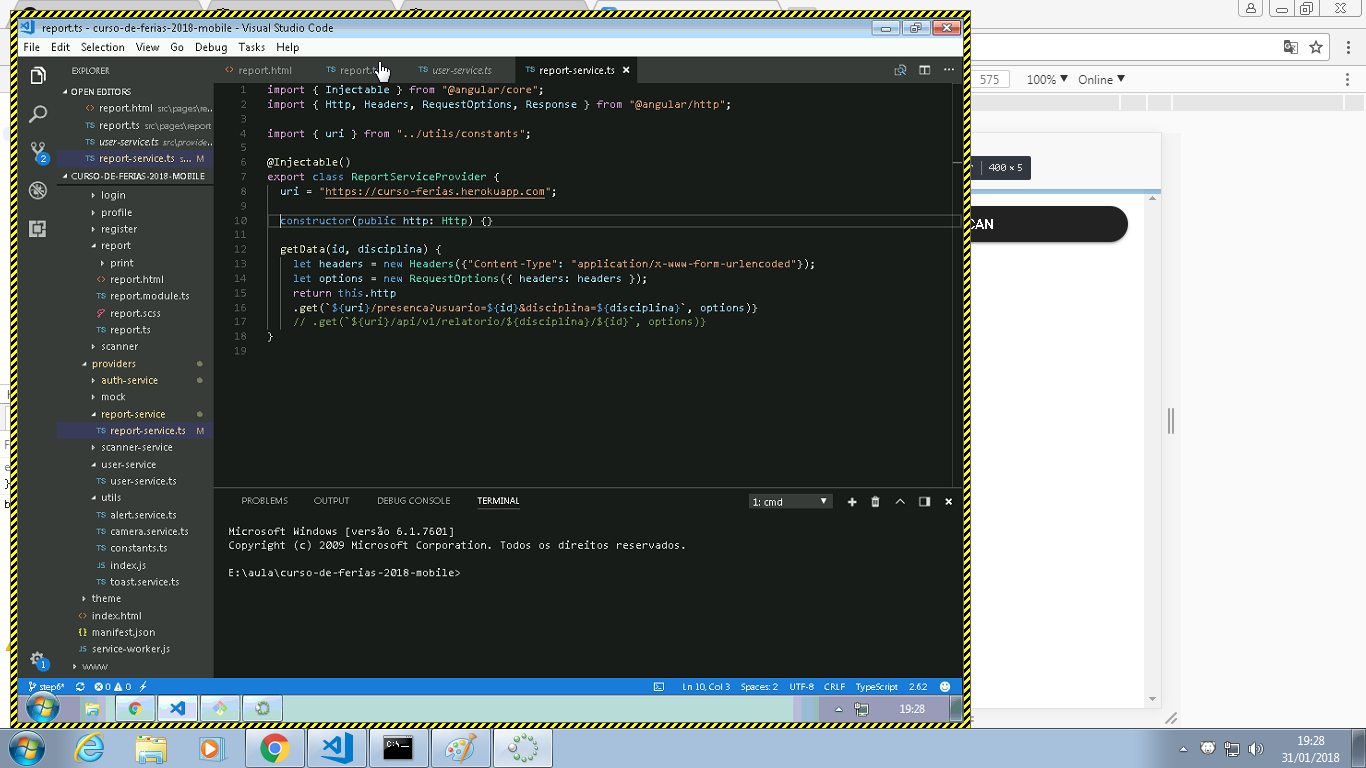 report.ts - curso-de-ferias-2018-mobile - Visual Studio Code
File Edit Selection View Go Debug Tasks Help
575 100% Online
EXPLORER
report.html
user-service.ts
report-service.ts
OPEN EDITORS
report.html src\pages\re...
report.ts src\pages\report
user-service.ts src\provide...
report-service.ts s... M
CURSO-DE-FERIAS-2018-MOBILE
login
profile
register
report
print
report.html
report.module.ts
report.scss
report.ts
scanner
providers
auth-service
mock
report-service
report-service.ts M
scanner-service
user-service
user-service.ts
utils
alert.service.ts
camera.service.ts
constants.ts
index.js
toast.service.ts
theme
index.html
manifest.json
service-worker.js
www
2
1
1 import { Injectable } from "@angular/core";
2 import { Http, Headers, RequestOptions, Response } from "@angular/http";
3
4 import { uri } from "../utils/constants";
5
6 @Injectable()
7 export class ReportServiceProvider {
8 uri = "https://curso-ferias.herokuapp.com";
9
10 constructor(public http: Http) {}
11
12 getData(id, disciplina) {
13 let headers = new Headers({"Content-Type": "application/x-www-form-urlencoded"});
14 let options = new RequestOptions({ headers: headers });
15 return this.http
16 .get(`${uri}/presenca?usuario=${id}&disciplina=${disciplina}`, options)}
17 // .get(`${uri}/api/v1/relatorio/${disciplina}/${id}`, options)}
18 }
19
400 × 5
CAN
PROBLEMS OUTPUT DEBUG CONSOLE TERMINAL
1: cmd
Microsoft Windows [versão 6.1.7601]
Copyright (c) 2009 Microsoft Corporation. Todos os direitos reservados.
E:\aula\curso-de-ferias-2018-mobile>
step6* 0 0 Ln 10, Col 3 Spaces: 2 UTF-8 CRLF TypeScript 2.6.2
19:28
19:28
31/01/2018